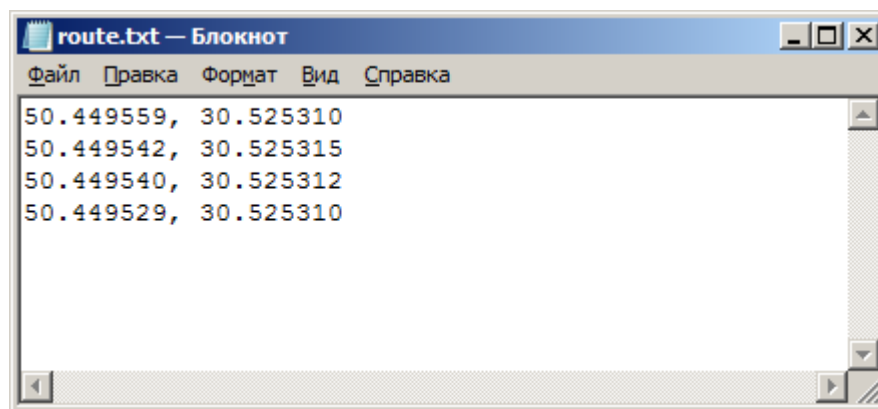 route.txt — Блокнот
Файл Правка Формат Вид Справка
50.449559, 30.525310
50.449542, 30.525315
50.449540, 30.525312
50.449529, 30.525310